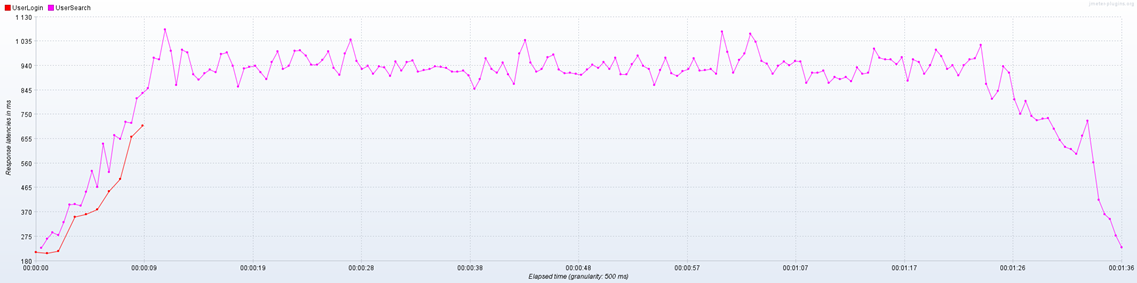 jmeter-plugins.org
UserLogin UserSearch
1 130
1 035
940
845
750
655
560
465
370
275
180
Response latencies in ms
00:00:00 00:00:09 00:00:19 00:00:28 00:00:38 00:00:48 00:00:57 00:01:07 00:01:17 00:01:26 00:01:36
Elapsed time (granularity: 500 ms)